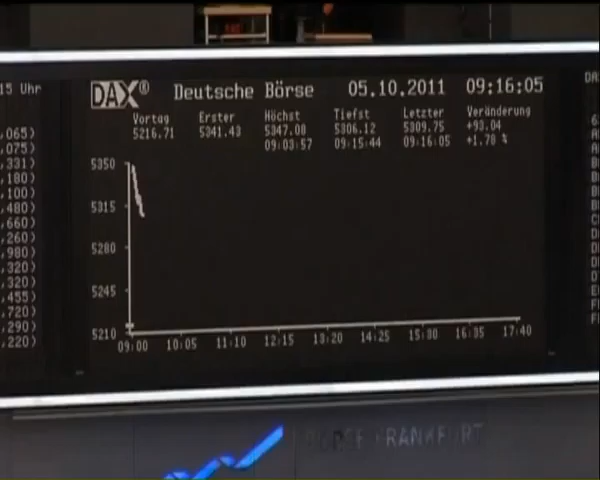 15 Uhr
DAX® Deutsche Börse 05.10.2011 09:16:05
Vortag Erster Höchst Tiefst Letzter Veränderung
5216.71 5341.43 5347.00 5306.12 5309.75 +93.04
09:03:57 09:15:44 09:16:05 +1.78 %
,065)
,075)
,331)
,180)
,100)
,480)
,660)
,260)
,980)
,320)
,320)
,455)
,720)
,290)
,220)
5350
5315
5280
5245
5210
09:00 10:05 11:10 12:15 13:20 14:25 15:30 16:35 17:40
DA
BÖRSE FRANKFURT